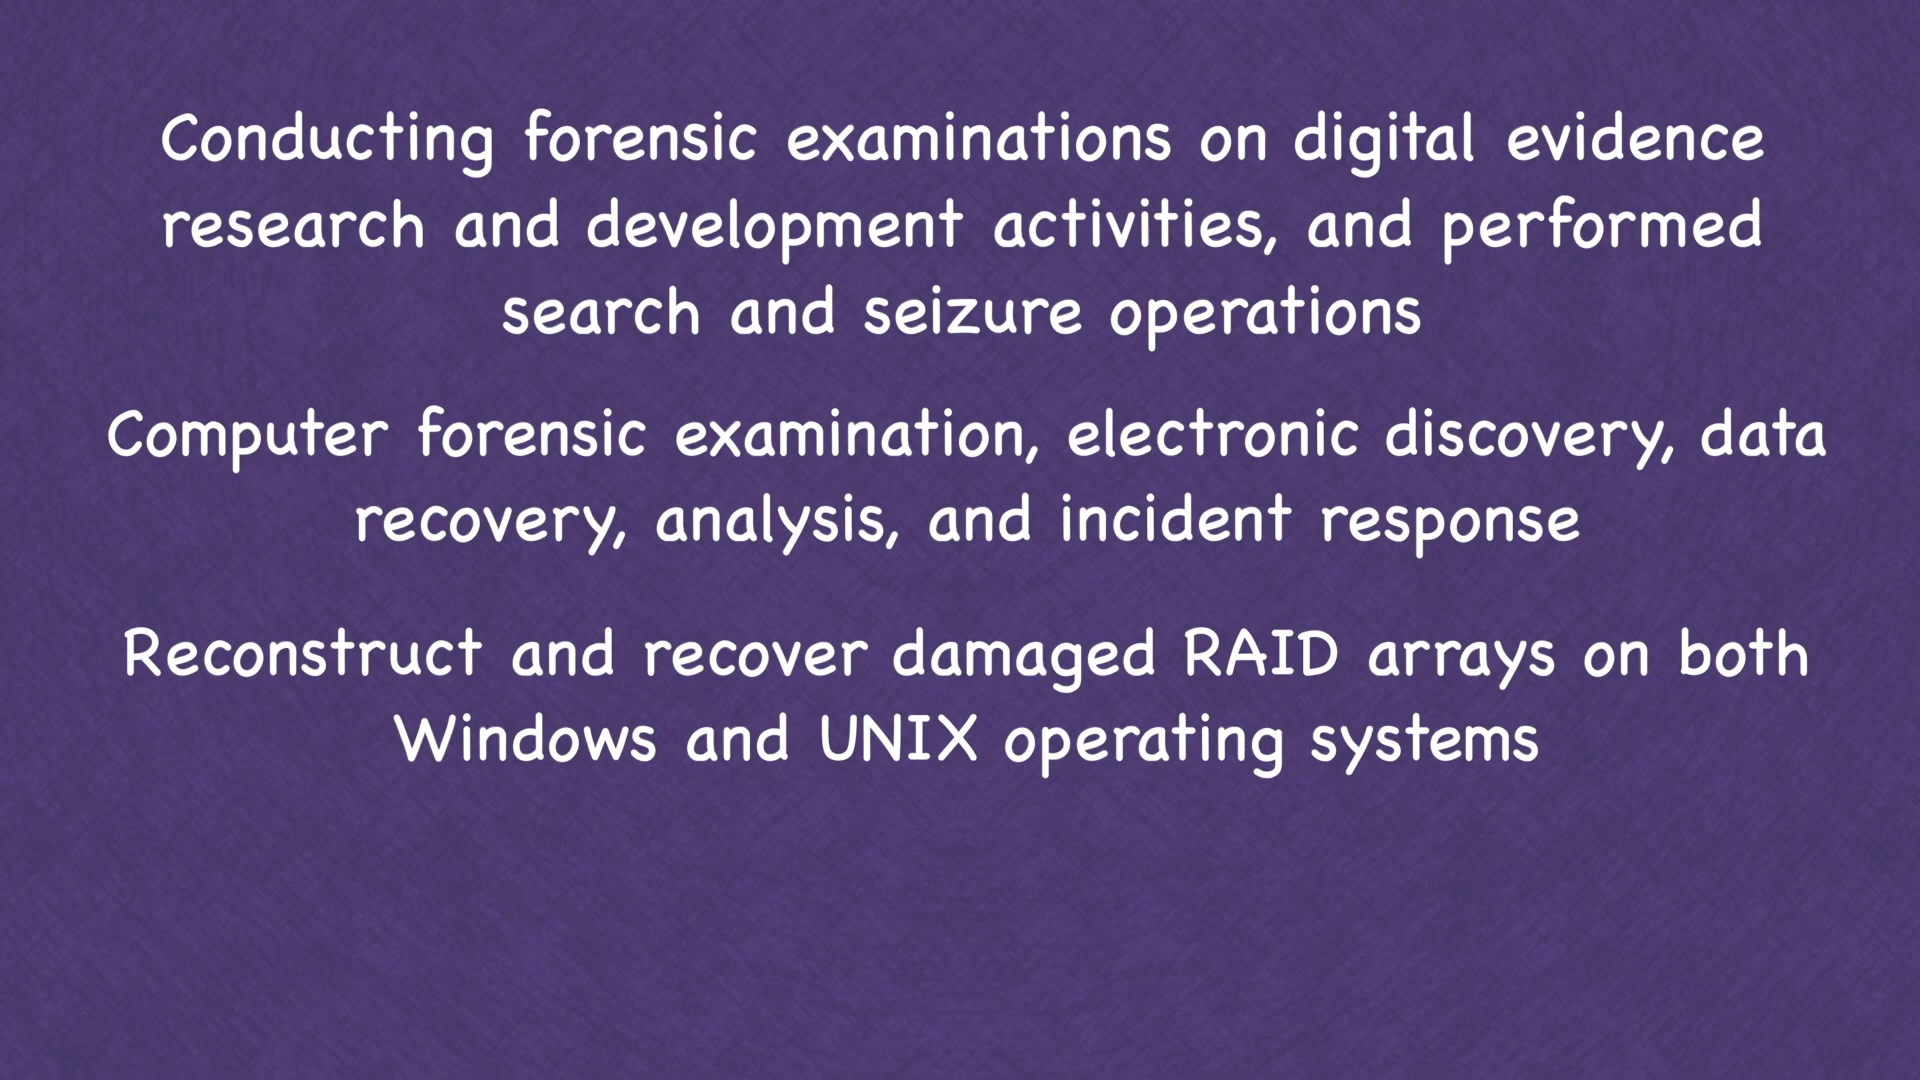 Conducting forensic examinations on digital evidence
research and development activities, and performed
search and seizure operations
Computer forensic examination, electronic discovery, data
recovery, analysis, and incident response
Reconstruct and recover damaged RAID arrays on both
Windows and UNIX operating systems